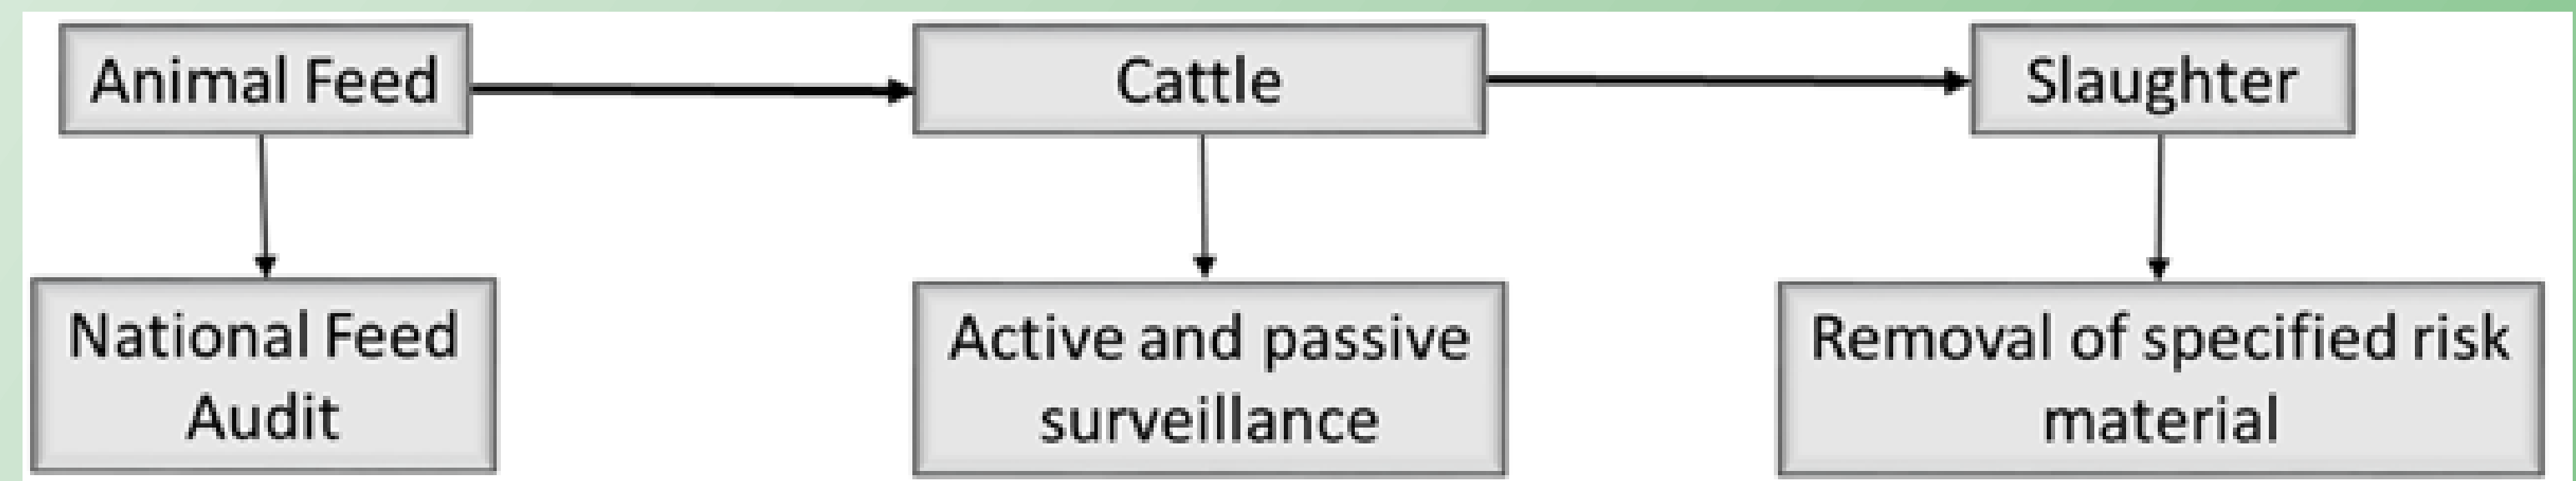 Animal Feed
Cattle
Slaughter
National Feed
Audit
Active and passive
surveillance
Removal of specified risk
material